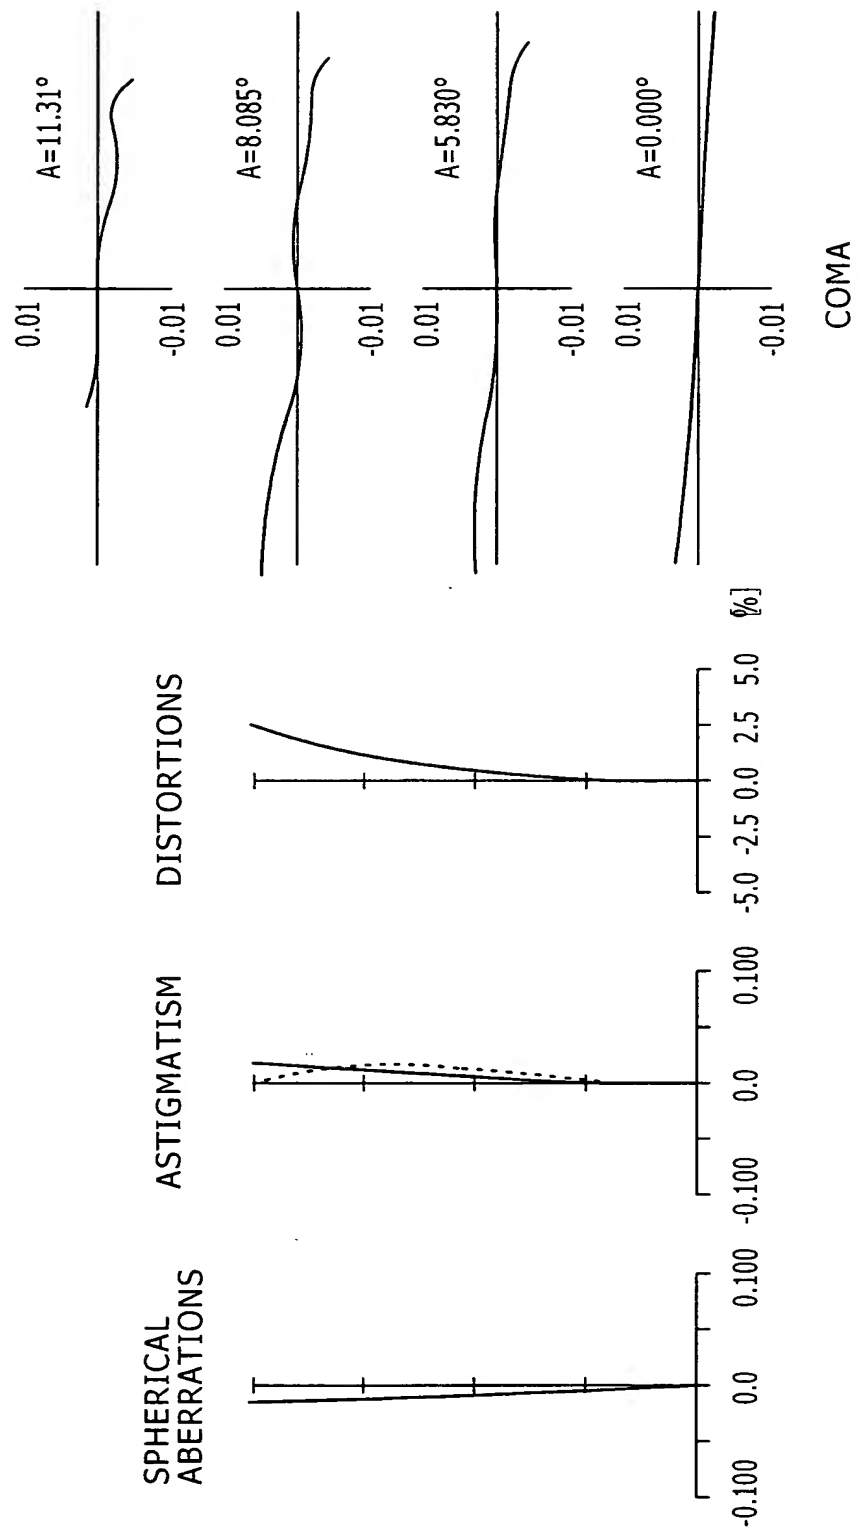 SPHERICAL
ABERRATIONS
-0.100
0.0
0.100
ASTIGMATISM
-0.100
0.0
0.100
DISTORTIONS
-5.0
-2.5
0.0
2.5
5.0
[%]
0.01
A=11.31°
-0.01
0.01
A=8.085°
-0.01
0.01
A=5.830°
-0.01
0.01
A=0.000°
-0.01
COMA